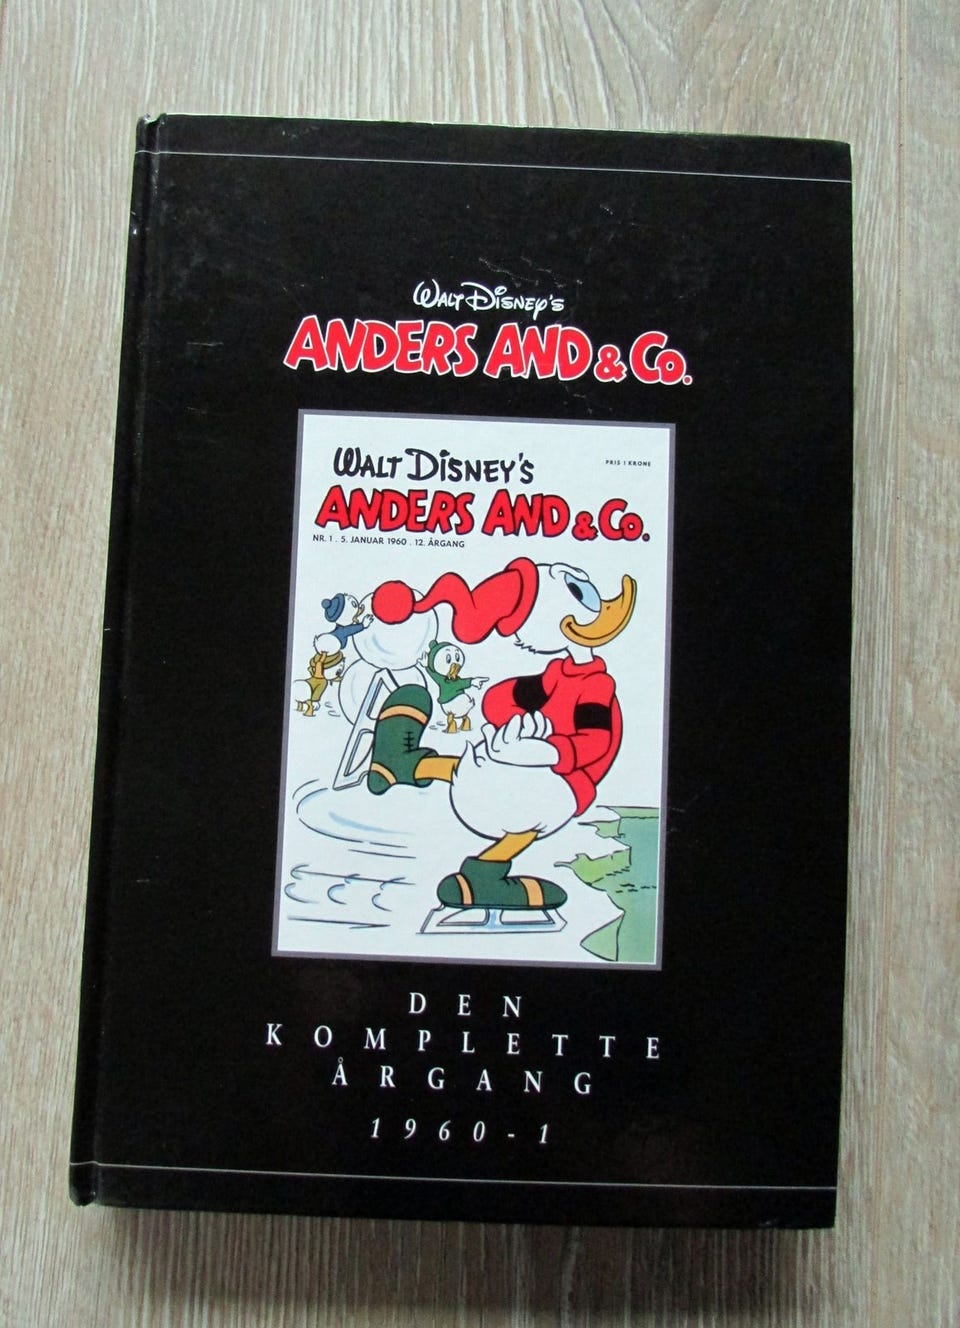 WALT DISNEY'S
ANDERS AND & CO.
WALT DISNEY'S
PRIS 1 KRONE
ANDERS AND & CO.
NR. 1 . 5. JANUAR 1960 . 12. ÅRGANG
DEN
KOMPLETTE
ÅRGANG
1960-1